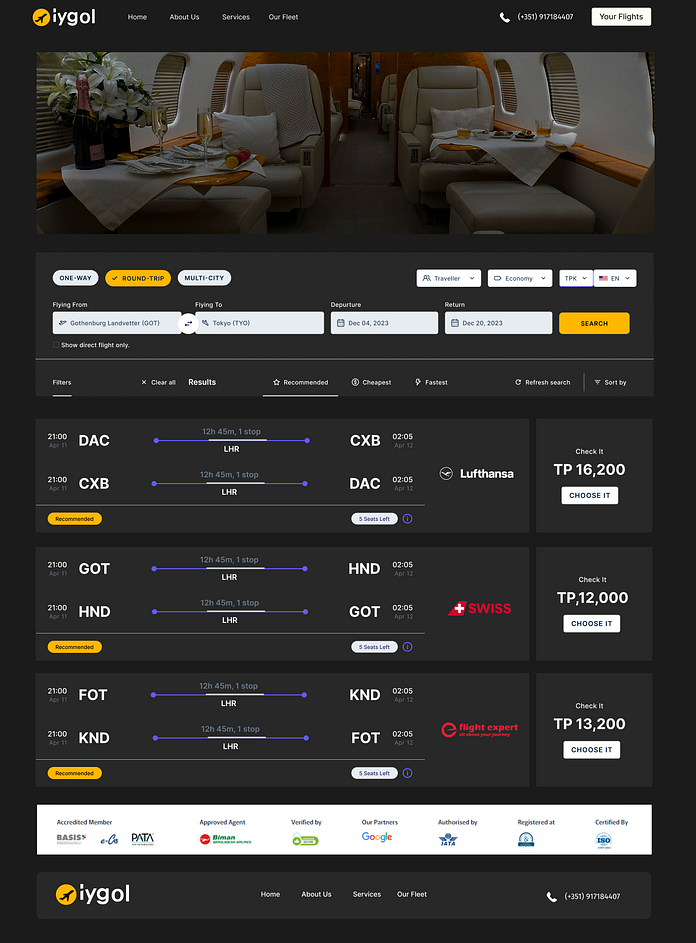 iygol
Home About Us Services Our Fleet
(+351) 917184407
Your Flights
ONE-WAY ROUND-TRIP MULTI-CITY
Traveller Economy TPK EN
Flying From Flying To Depurture Return
Gothenburg Landvetter (GOT) Tokyo (TYO) Dec 04, 2023 Dec 20, 2023 SEARCH
Show direct flight only.
Filters Clear all Results Recommended Cheapest Fastest Refresh search Sort by
12h 45m, 1 stop
21:00 DAC CXB 02:05
Apr 11 Apr 12
LHR
12h 45m, 1 stop
21:00 CXB DAC 02:05
Apr 11 Apr 12
LHR
Recommended 5 Seats Left
Lufthansa
Check It
TP 16,200
CHOOSE IT
12h 45m, 1 stop
21:00 GOT HND 02:05
Apr 11 Apr 12
LHR
12h 45m, 1 stop
21:00 HND GOT 02:05
Apr 11 Apr 12
LHR
Recommended 5 Seats Left
SWISS
Check It
TP,12,000
CHOOSE IT
12h 45m, 1 stop
21:00 FOT KND 02:05
Apr 11 Apr 12
LHR
12h 45m, 1 stop
21:00 KND FOT 02:05
Apr 11 Apr 12
LHR
Recommended 5 Seats Left
flight expert
all about your journey
Check It
TP 13,200
CHOOSE IT
Accredited Member Approved Agent Verified by Our Partners Authorised by Registered at Certified By
BASIS e-Cab PATA Biman Google IATA ISO
BANGLADESH AIRLINES
iygol
Home About Us Services Our Fleet
(+351) 917184407